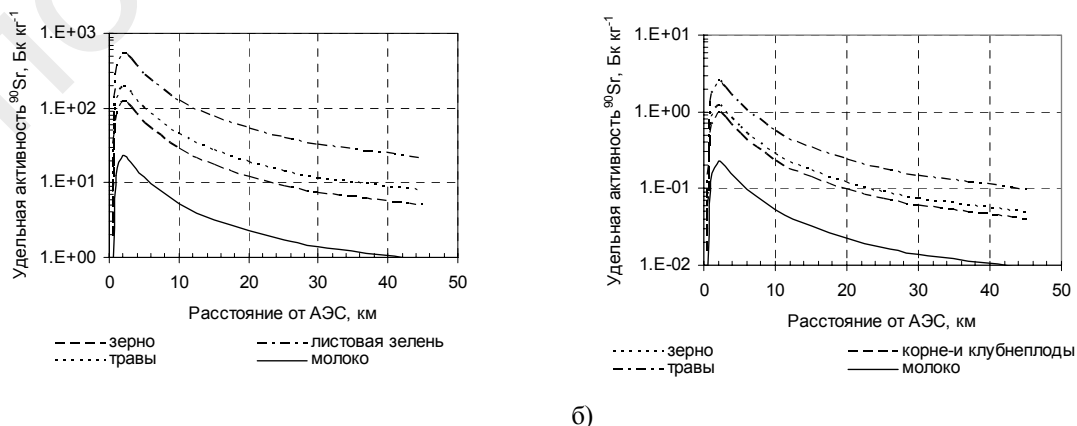 Удельная активность ⁹⁰Sr, Бк кг⁻¹
1.E+03
1.E+02
1.E+01
1.E+00
0 10 20 30 40 50
Расстояние от АЭС, км
зерно листовая зелень
травы молоко
Удельная активность ⁹⁰Sr, Бк кг⁻¹
1.E+01
1.E+00
1.E-01
1.E-02
0 10 20 30 40 50
Расстояние от АЭС, км
зерно корне-и клубнеплоды
травы молоко
б)